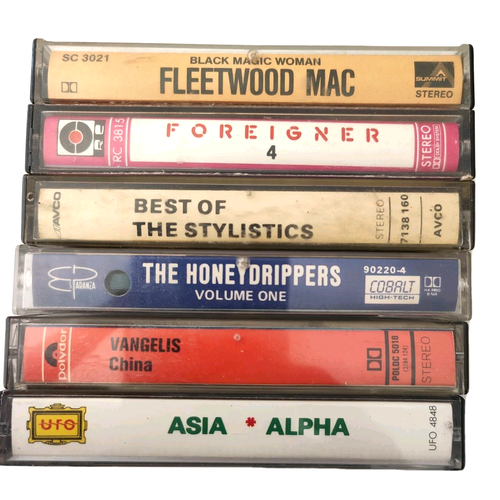 SC 3021
BLACK MAGIC WOMAN
FLEETWOOD MAC
SUMMIT
STEREO
RC 3815
FOREIGNER
4
STEREO
AVCO
BEST OF
THE STYLISTICS
STEREO
7138 160
AVCO
THE HONEYDRIPPERS
VOLUME ONE
90220-4
COBALT
HIGH-TECH
polydor
VANGELIS
China
POLDC 5018
STEREO
UFO
ASIA * ALPHA
UFO 4848